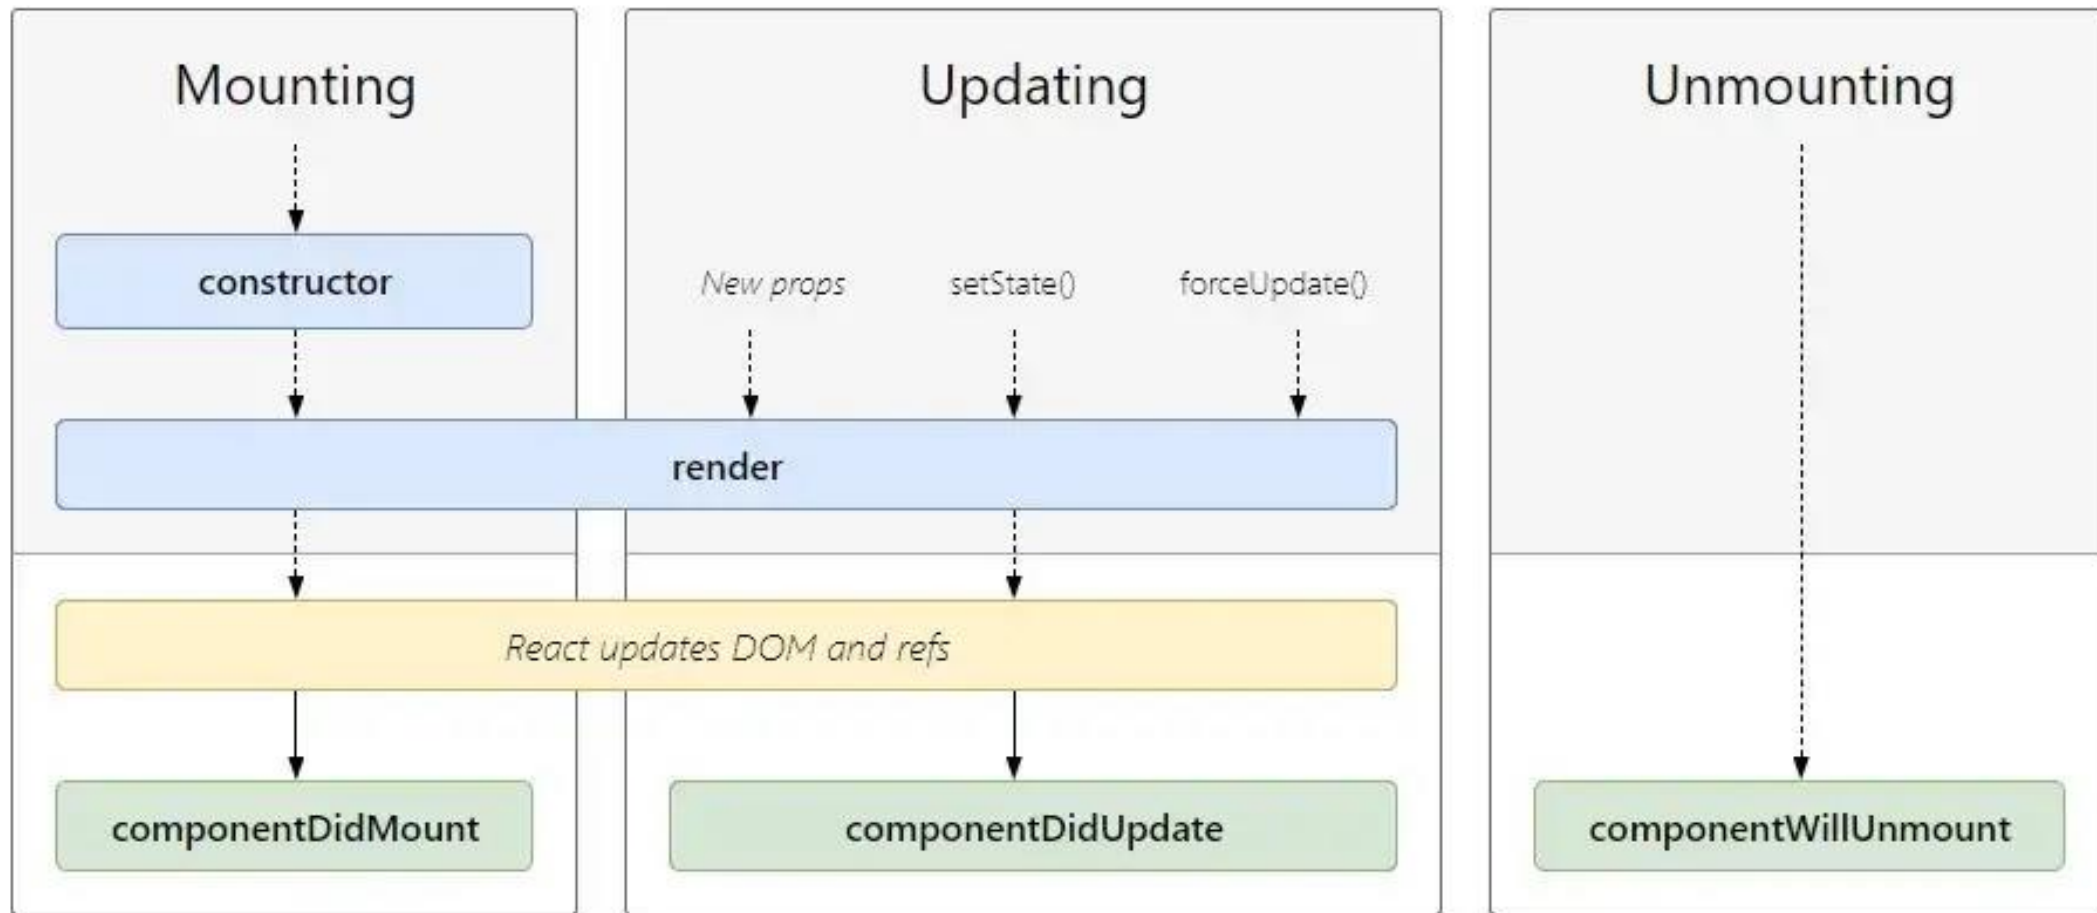 Mounting
Updating
Unmounting
constructor
New props
setState()
forceUpdate()
render
React updates DOM and refs
componentDidMount
componentDidUpdate
componentWillUnmount